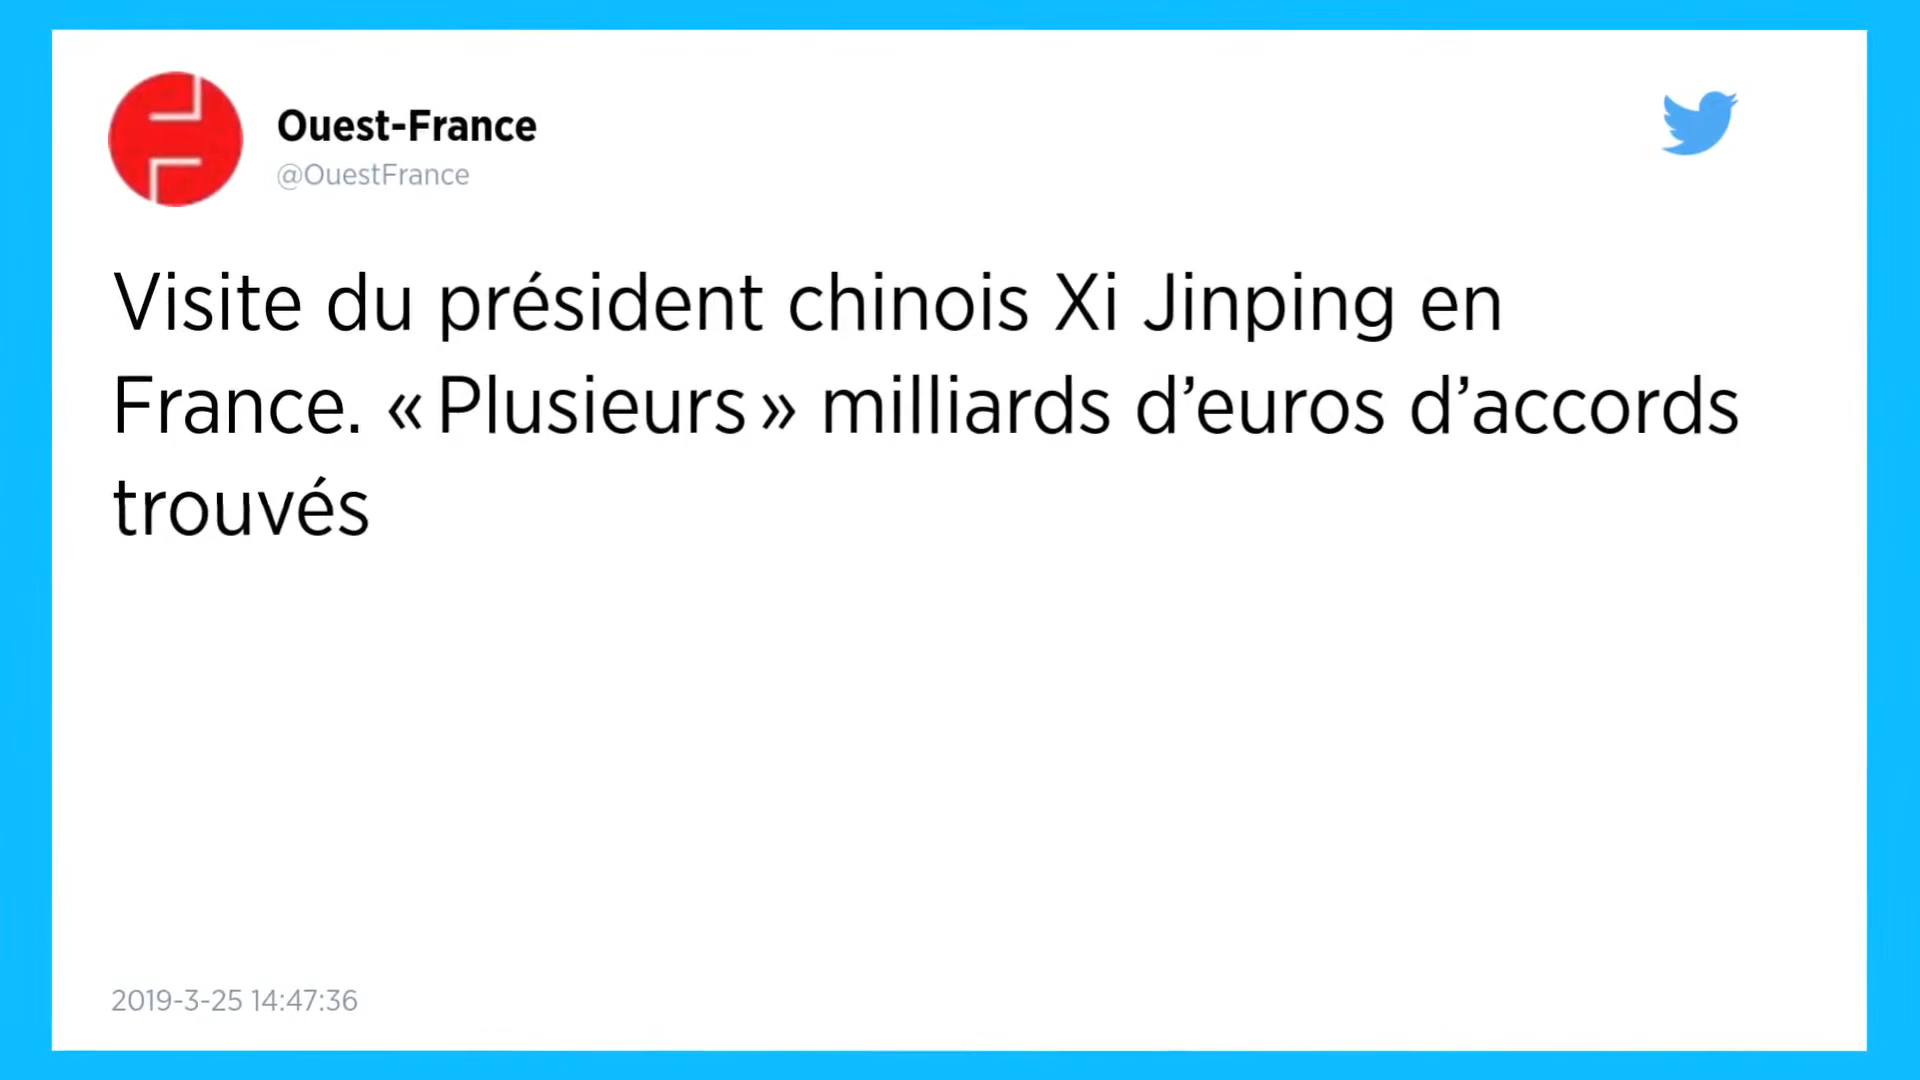 Ouest-France
@OuestFrance
Visite du président chinois Xi Jinping en
France. « Plusieurs » milliards d’euros d’accords
trouvés
2019-3-25 14:47:36